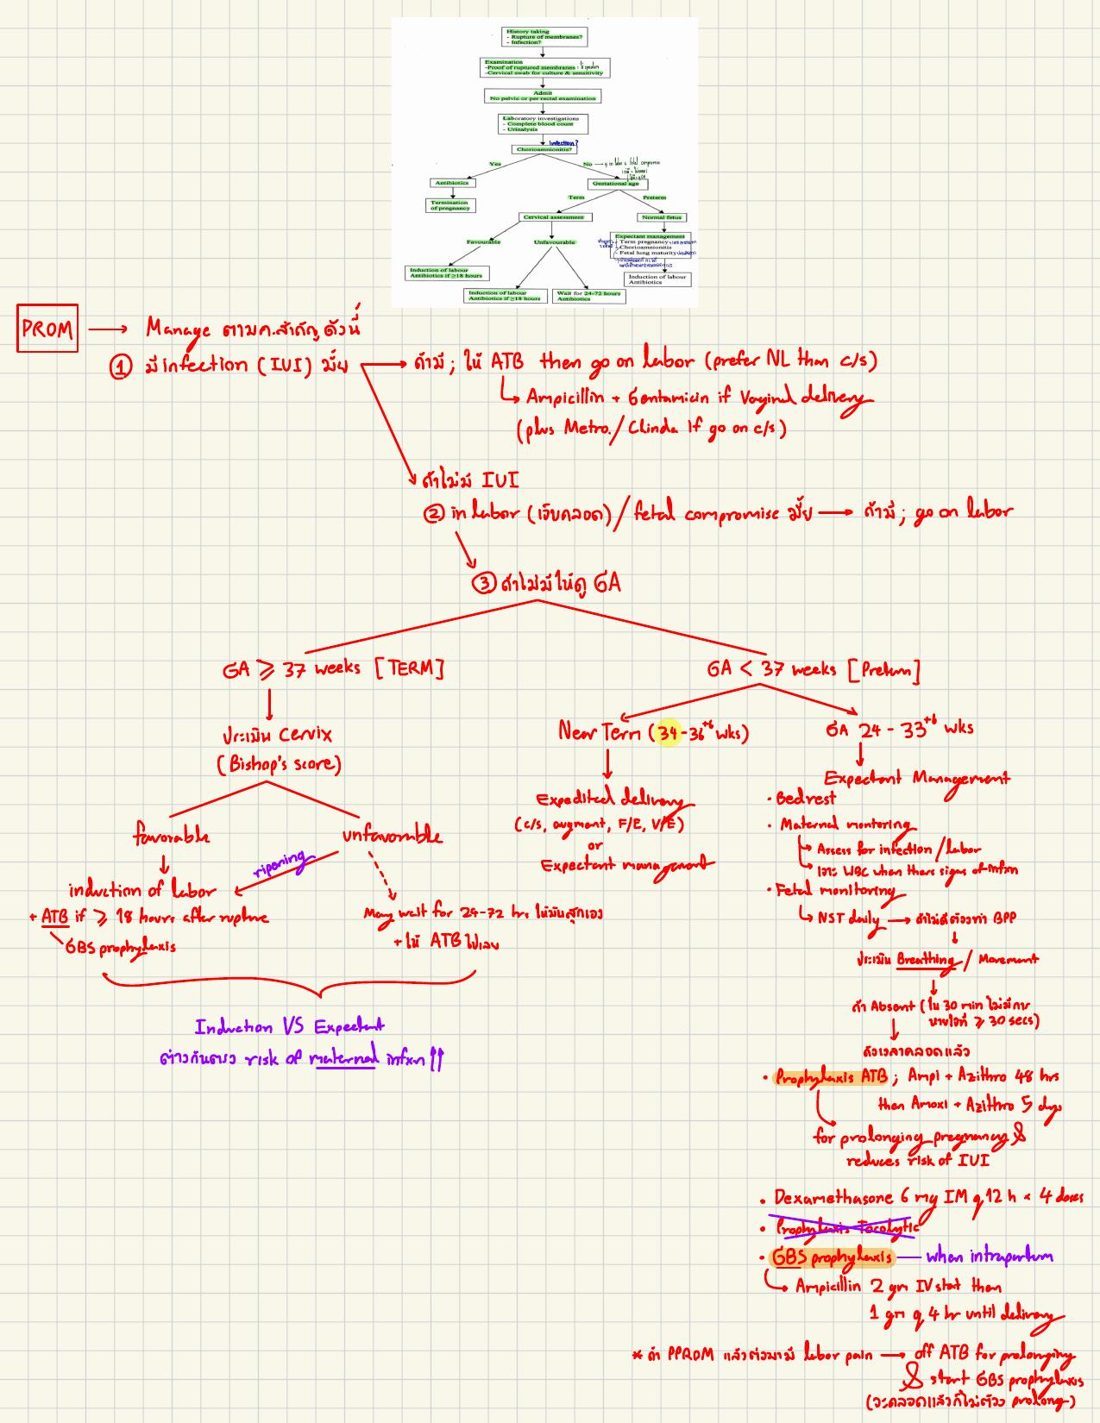 History taking
- Rupture of membranes?
- Infection?
Examination
-Proof of ruptured membranes :
-Cervical swab for culture & sensitivity
Admit
No pelvic or per rectal examination
Laboratory investigations
- Complete blood count
- Urinalysis
infection?
Chorioamnionitis?
Yes
No
Antibiotics
Gestational age
Termination
of pregnancy
Term
Preterm
Cervical assessment
Normal fetus
Favourable
Unfavourable
Expectant management
- Term pregnancy
- Chorioamnionitis
- Fetal lung maturity
Induction of labour
Antibiotics if ≥18 hours
Induction of labour
Antibiotics
Induction of labour
Antibiotics if ≥18 hours
Wait for 24-72 hours
Antibiotics
PROM → Manage ตามค.สำคัญ ดังนี้
① มี infection (IUI) มั้ย → ถ้ามี ; ให้ ATB then go on labor (prefer NL than c/s)
Ampicillin + Gentamicin if Vaginal delivery
(plus Metro./Clinda If go on c/s)
ถ้าไม่มี IUI
② in labor (เจ็บคลอด) / fetal compromise มั้ย → ถ้ามี ; go on labor
③ ถ้าไม่มีให้ดู GA
GA ≥ 37 weeks [TERM]
GA < 37 weeks [Preterm]
ประเมิน Cervix
(Bishop's score)
Near Term (34-36⁺⁶ wks)
GA 24 - 33⁺⁶ wks
favorable
unfavorable
ripening
induction of labor
+ ATB if ≥ 18 hours after rupture
GBS prophylaxis
May wait for 24-72 hrs ให้มันสุกเอง
+ ให้ ATB ไปเลย
Induction VS Expectant
ต่างกันตรง risk of maternal infxn ↑↑
Expedited delivery
(c/s, augment, F/E, V/E)
or
Expectant management
Expectant Management
• Bedrest
• Maternal montoring
Assess for infection / labor
เจาะ WBC when theres signs of infxn
• Fetal monitoring
NST daily → ถ้าไม่ดีต้องทำ BPP
ประเมิน Breathing / Movement
ถ้า Absent (ใน 30 min ไม่มีการ
หายใจที่ ≥ 30 secs)
ถึงเวลาคลอดแล้ว
• Prophylaxis ATB ; Ampi + Azithro 48 hrs
then Amoxi + Azithro 5 days
for prolonging pregnancy &
reduces risk of IUI
• Dexamethasone 6 mg IM q 12 h × 4 doses
• Prophylaxis Tocolytic
• GBS prophylaxis — when intrapartum
Ampicillin 2 gm IV stat then
1 gm q 4 hr until delivery
* ถ้า PPROM แล้วต่อมามี labor pain → off ATB for prolonging
& start GBS prophylaxis
(จะคลอดแล้วก็ไม่ต้อง prolong)